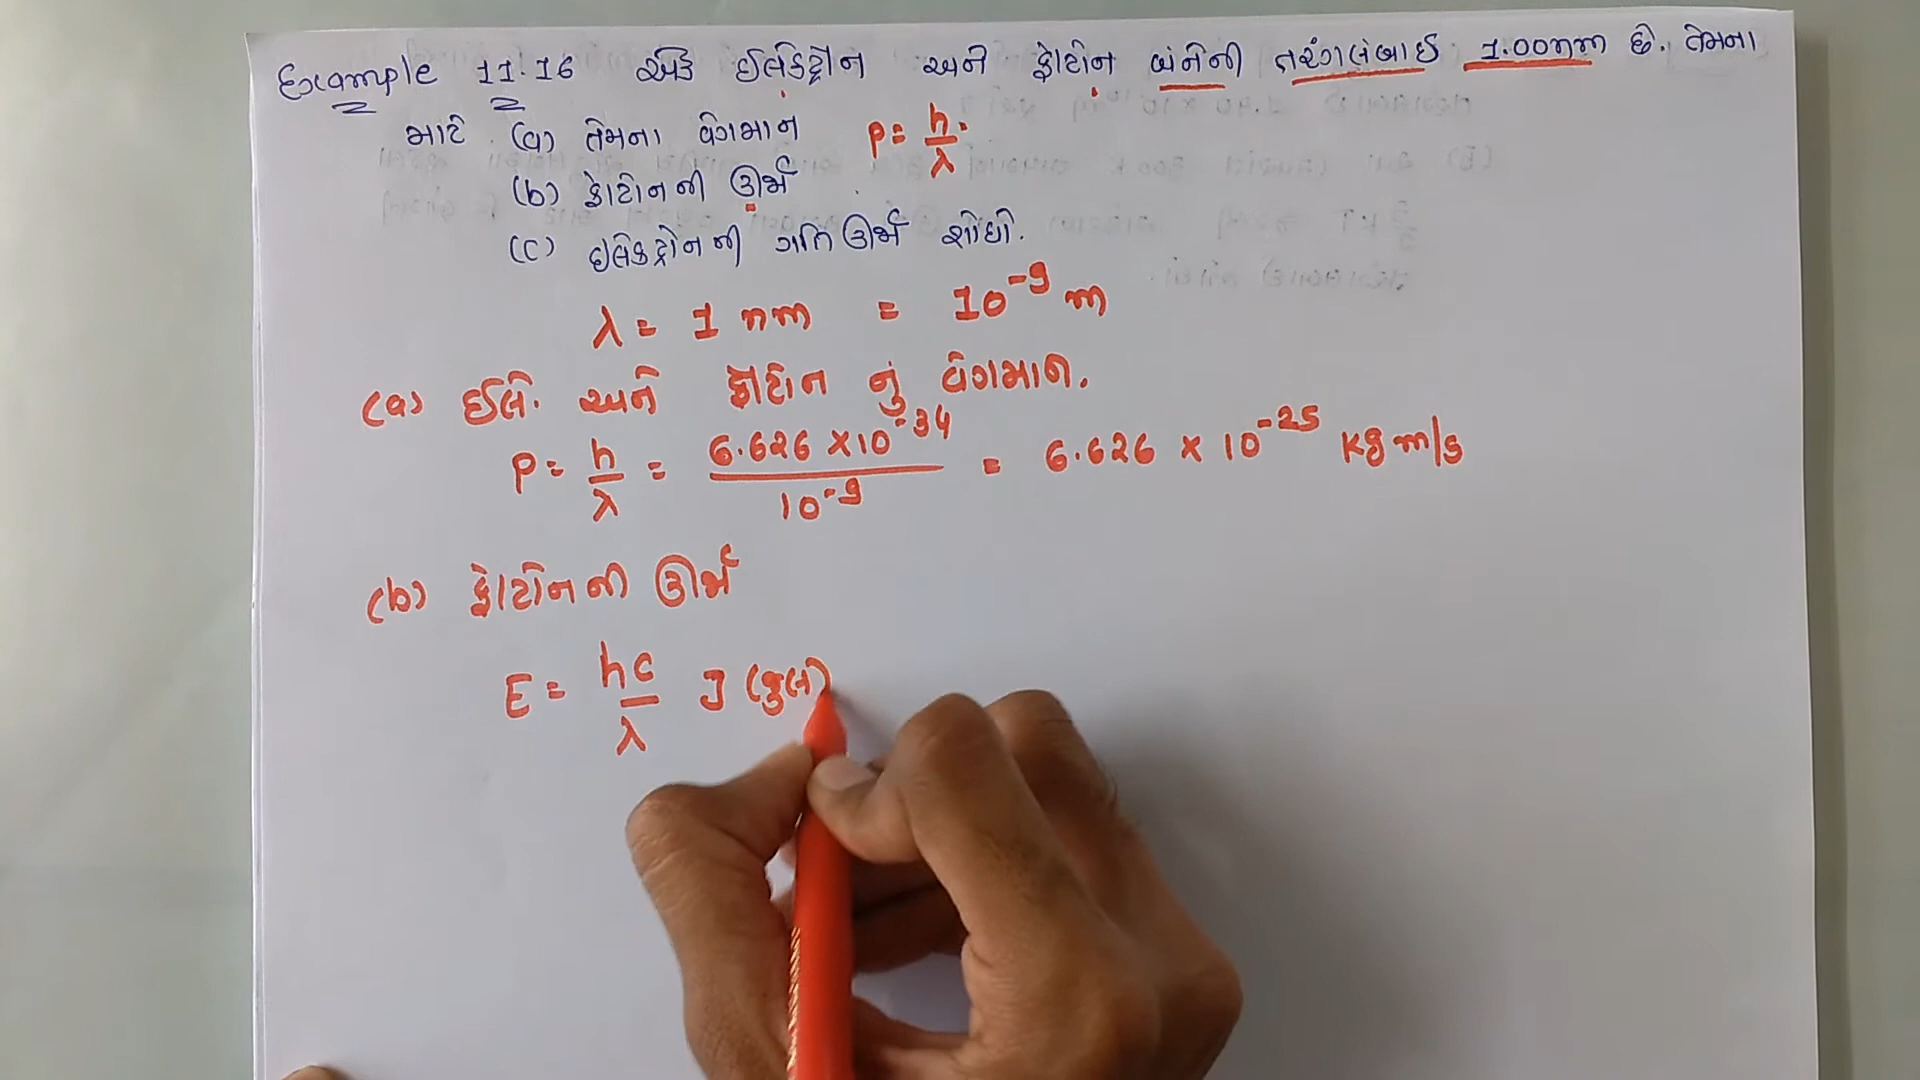 Example 11.16 એક ઈલેક્ટ્રોન અને ફોટોન બંનેની તરંગલંબાઈ 1.00nm છે. તેમના
માટે (a) તેમના વેગમાન P = h/λ
(b) ફોટોનની ઊર્જા
(c) ઇલેક્ટ્રોનની ગતિઊર્જા શોધો.
λ = 1 nm = 10⁻⁹ m
(a) ઈલે. અને ફોટોન નું વેગમાન.
P = h/λ = 6.626 × 10⁻³⁴ / 10⁻⁹ = 6.626 × 10⁻²⁵ kg m/s
(b) ફોટોનની ઊર્જા
E = hc/λ J (જુલ)